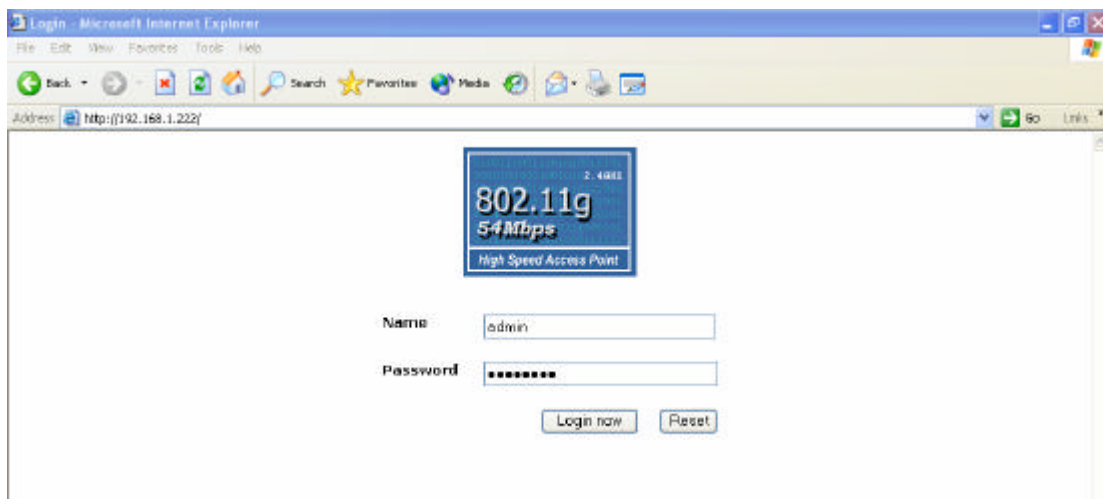 Login - Microsoft Internet Explorer
File Edit View Favorites Tools Help
Back Search Favorites Media
Address http://192.168.1.222/ Go Links
802.11g
54Mbps
High Speed Access Point
Name admin
Password ●●●●●●●●
Login now Reset